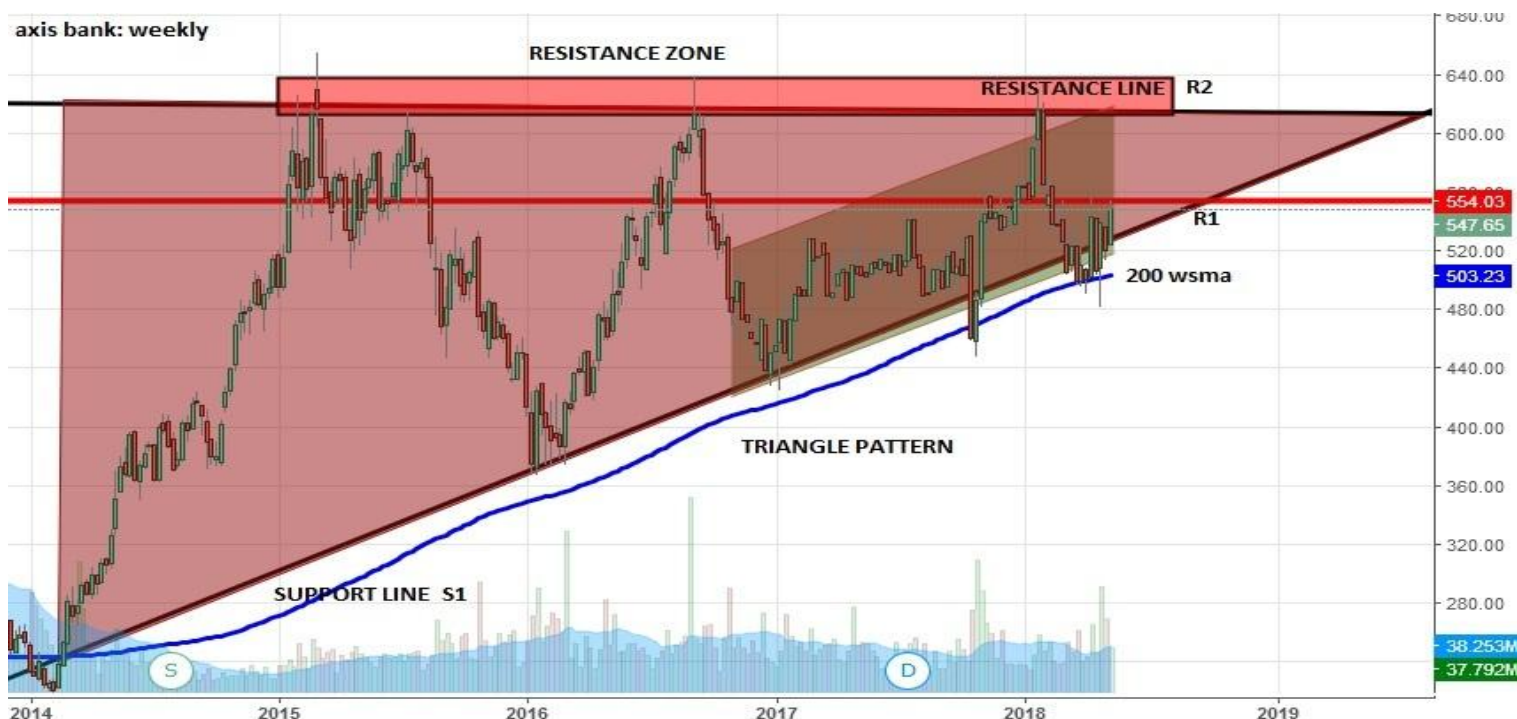 axis bank: weekly
RESISTANCE ZONE
RESISTANCE LINE
R2
R1
200 wsma
TRIANGLE PATTERN
SUPPORT LINE S1
S
D
680.00
640.00
600.00
554.03
547.65
520.00
503.23
480.00
440.00
400.00
360.00
320.00
280.00
38.253M
37.792M
2014
2015
2016
2017
2018
2019